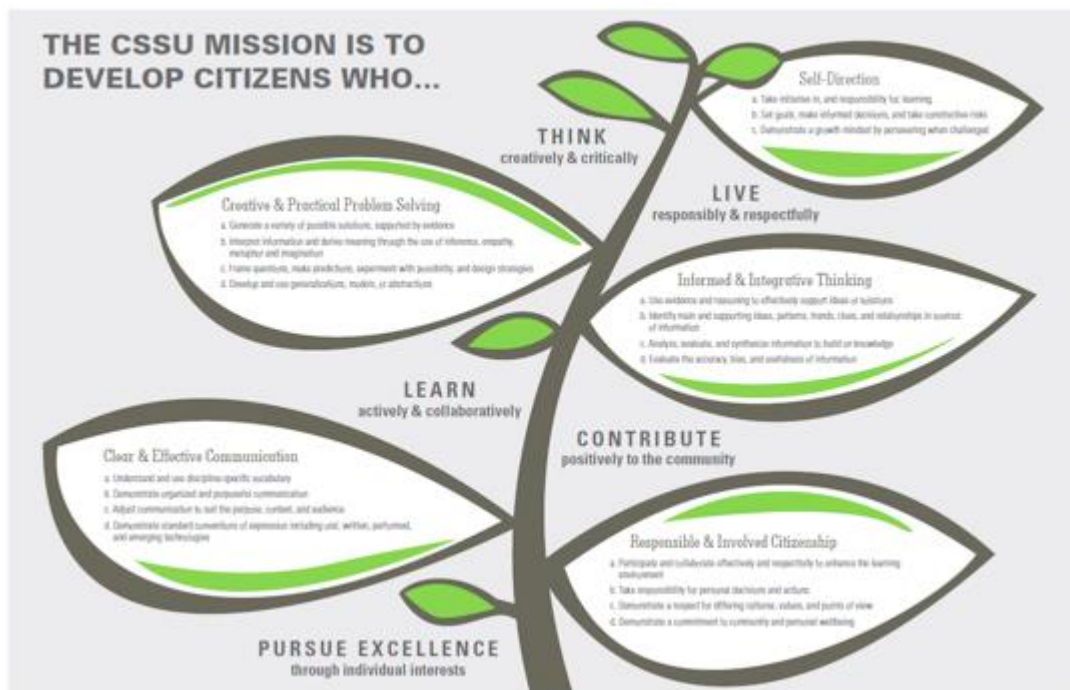 THE CSSU MISSION IS TO
DEVELOP CITIZENS WHO...
Self-Direction
a. Take initiative in, and responsibility for, learning
b. Set goals, make informed decisions, and take constructive risks
c. Demonstrate a growth mindset by persevering when challenged
THINK
creatively & critically
LIVE
responsibly & respectfully
Creative & Practical Problem Solving
a. Generate a variety of possible solutions, supported by evidence
b. Interpret information and derive meaning through the use of inference, empathy,
metaphor and imagination
c. Frame questions, make predictions, experiment with possibility, and design strategies
d. Develop and use generalizations, models, or abstractions
Informed & Integrative Thinking
a. Use evidence and reasoning to effectively support ideas or solutions
b. Identify main and supporting ideas, patterns, trends, clues, and relationships in sources
of information
c. Analyze, evaluate, and synthesize information to build on knowledge
d. Evaluate the accuracy, bias, and usefulness of information
LEARN
actively & collaboratively
CONTRIBUTE
positively to the community
Clear & Effective Communication
a. Understand and use discipline-specific vocabulary
b. Demonstrate organized and purposeful communication
c. Adjust communication to suit the purpose, context, and audience
d. Demonstrate standard conventions of expression including oral, written, performed,
and emerging technologies
Responsible & Involved Citizenship
a. Participate and collaborate effectively and respectfully to enhance the learning
environment
b. Take responsibility for personal decisions and actions
c. Demonstrate a respect for differing cultures, values, and points of view
d. Demonstrate a commitment to community and personal wellbeing
PURSUE EXCELLENCE
through individual interests